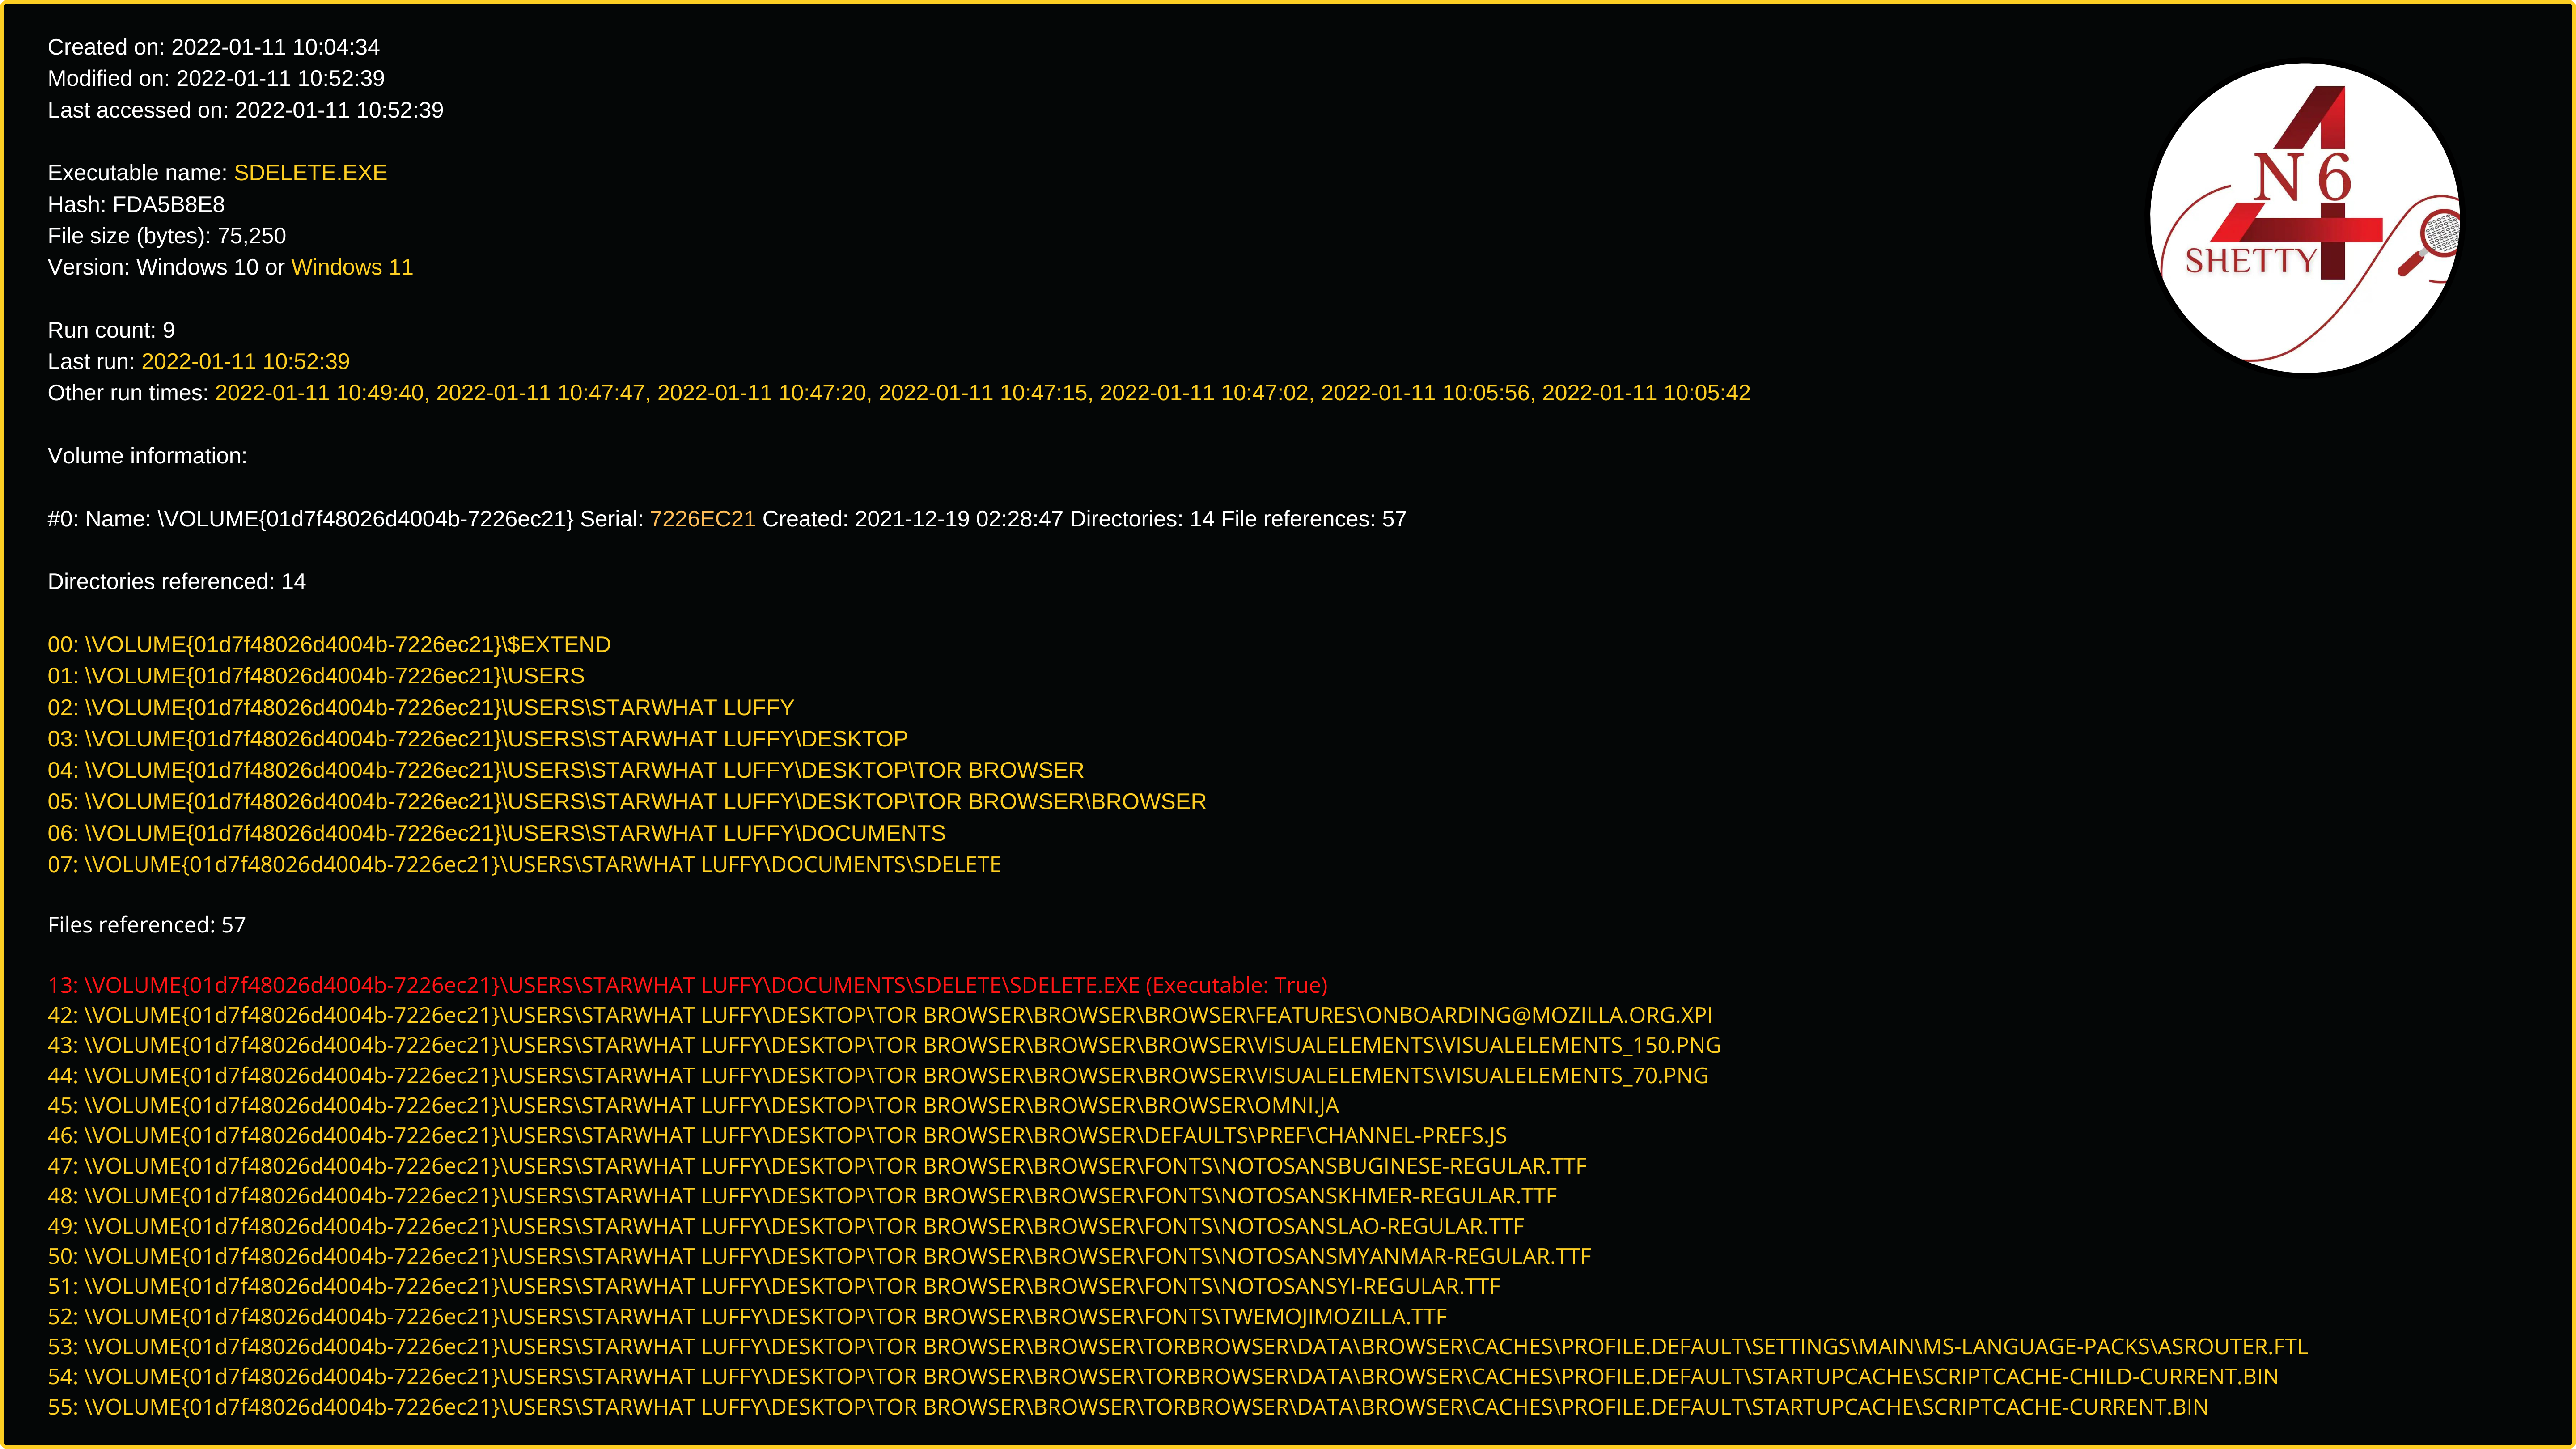 Created on: 2022-01-11 10:04:34
Modified on: 2022-01-11 10:52:39
Last accessed on: 2022-01-11 10:52:39
Executable name: SDELETE.EXE
Hash: FDA5B8E8
File size (bytes): 75,250
Version: Windows 10 or Windows 11
Run count: 9
Last run: 2022-01-11 10:52:39
Other run times: 2022-01-11 10:49:40, 2022-01-11 10:47:47, 2022-01-11 10:47:20, 2022-01-11 10:47:15, 2022-01-11 10:47:02, 2022-01-11 10:05:56, 2022-01-11 10:05:42
Volume information:
#0: Name: \VOLUME{01d7f48026d4004b-7226ec21} Serial: 7226EC21 Created: 2021-12-19 02:28:47 Directories: 14 File references: 57
Directories referenced: 14
00: \VOLUME{01d7f48026d4004b-7226ec21}\$EXTEND
01: \VOLUME{01d7f48026d4004b-7226ec21}\USERS
02: \VOLUME{01d7f48026d4004b-7226ec21}\USERS\STARWHAT LUFFY
03: \VOLUME{01d7f48026d4004b-7226ec21}\USERS\STARWHAT LUFFY\DESKTOP
04: \VOLUME{01d7f48026d4004b-7226ec21}\USERS\STARWHAT LUFFY\DESKTOP\TOR BROWSER
05: \VOLUME{01d7f48026d4004b-7226ec21}\USERS\STARWHAT LUFFY\DESKTOP\TOR BROWSER\BROWSER
06: \VOLUME{01d7f48026d4004b-7226ec21}\USERS\STARWHAT LUFFY\DOCUMENTS
07: \VOLUME{01d7f48026d4004b-7226ec21}\USERS\STARWHAT LUFFY\DOCUMENTS\SDELETE
Files referenced: 57
13: \VOLUME{01d7f48026d4004b-7226ec21}\USERS\STARWHAT LUFFY\DOCUMENTS\SDELETE\SDELETE.EXE (Executable: True)
42: \VOLUME{01d7f48026d4004b-7226ec21}\USERS\STARWHAT LUFFY\DESKTOP\TOR BROWSER\BROWSER\BROWSER\FEATURES\ONBOARDING@MOZILLA.ORG.XPI
43: \VOLUME{01d7f48026d4004b-7226ec21}\USERS\STARWHAT LUFFY\DESKTOP\TOR BROWSER\BROWSER\BROWSER\VISUALELEMENTS\VISUALELEMENTS_150.PNG
44: \VOLUME{01d7f48026d4004b-7226ec21}\USERS\STARWHAT LUFFY\DESKTOP\TOR BROWSER\BROWSER\BROWSER\VISUALELEMENTS\VISUALELEMENTS_70.PNG
45: \VOLUME{01d7f48026d4004b-7226ec21}\USERS\STARWHAT LUFFY\DESKTOP\TOR BROWSER\BROWSER\BROWSER\OMNI.JA
46: \VOLUME{01d7f48026d4004b-7226ec21}\USERS\STARWHAT LUFFY\DESKTOP\TOR BROWSER\BROWSER\DEFAULTS\PREF\CHANNEL-PREFS.JS
47: \VOLUME{01d7f48026d4004b-7226ec21}\USERS\STARWHAT LUFFY\DESKTOP\TOR BROWSER\BROWSER\FONTS\NOTOSANSBUGINESE-REGULAR.TTF
48: \VOLUME{01d7f48026d4004b-7226ec21}\USERS\STARWHAT LUFFY\DESKTOP\TOR BROWSER\BROWSER\FONTS\NOTOSANSKHMER-REGULAR.TTF
49: \VOLUME{01d7f48026d4004b-7226ec21}\USERS\STARWHAT LUFFY\DESKTOP\TOR BROWSER\BROWSER\FONTS\NOTOSANSLAO-REGULAR.TTF
50: \VOLUME{01d7f48026d4004b-7226ec21}\USERS\STARWHAT LUFFY\DESKTOP\TOR BROWSER\BROWSER\FONTS\NOTOSANSMYANMAR-REGULAR.TTF
51: \VOLUME{01d7f48026d4004b-7226ec21}\USERS\STARWHAT LUFFY\DESKTOP\TOR BROWSER\BROWSER\FONTS\NOTOSANSYI-REGULAR.TTF
52: \VOLUME{01d7f48026d4004b-7226ec21}\USERS\STARWHAT LUFFY\DESKTOP\TOR BROWSER\BROWSER\FONTS\TWEMOJIMOZILLA.TTF
53: \VOLUME{01d7f48026d4004b-7226ec21}\USERS\STARWHAT LUFFY\DESKTOP\TOR BROWSER\BROWSER\TORBROWSER\DATA\BROWSER\CACHES\PROFILE.DEFAULT\SETTINGS\MAIN\MS-LANGUAGE-PACKS\ASROUTER.FTL
54: \VOLUME{01d7f48026d4004b-7226ec21}\USERS\STARWHAT LUFFY\DESKTOP\TOR BROWSER\BROWSER\TORBROWSER\DATA\BROWSER\CACHES\PROFILE.DEFAULT\STARTUPCACHE\SCRIPTCACHE-CHILD-CURRENT.BIN
55: \VOLUME{01d7f48026d4004b-7226ec21}\USERS\STARWHAT LUFFY\DESKTOP\TOR BROWSER\BROWSER\TORBROWSER\DATA\BROWSER\CACHES\PROFILE.DEFAULT\STARTUPCACHE\SCRIPTCACHE-CURRENT.BIN
4
N6
SHETTY